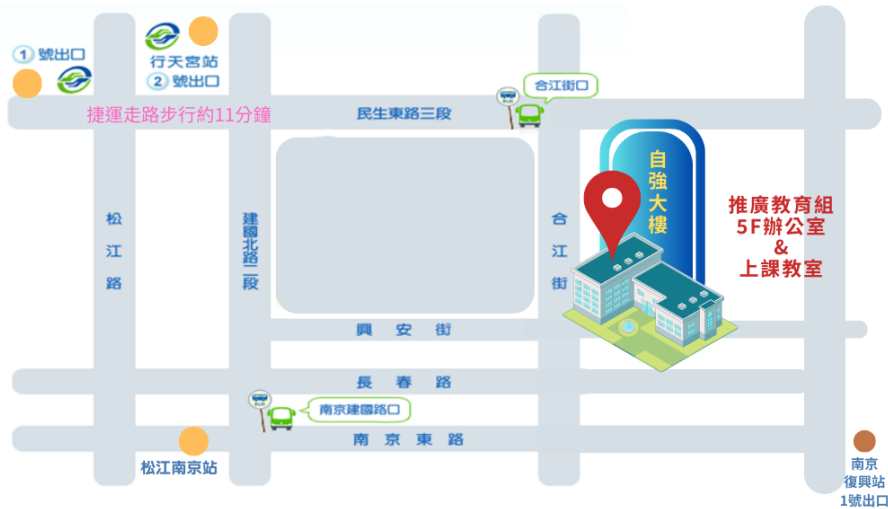 1 號出口
行天宮站
2 號出口
合江街口
捷運走路步行約11分鐘
民生東路三段
自強大樓
推廣教育組
5F辦公室
&
上課教室
松江路
建國北路二段
合江街
興安街
長春路
南京建國路口
南京東路
松江南京站
南京
復興站
1號出口